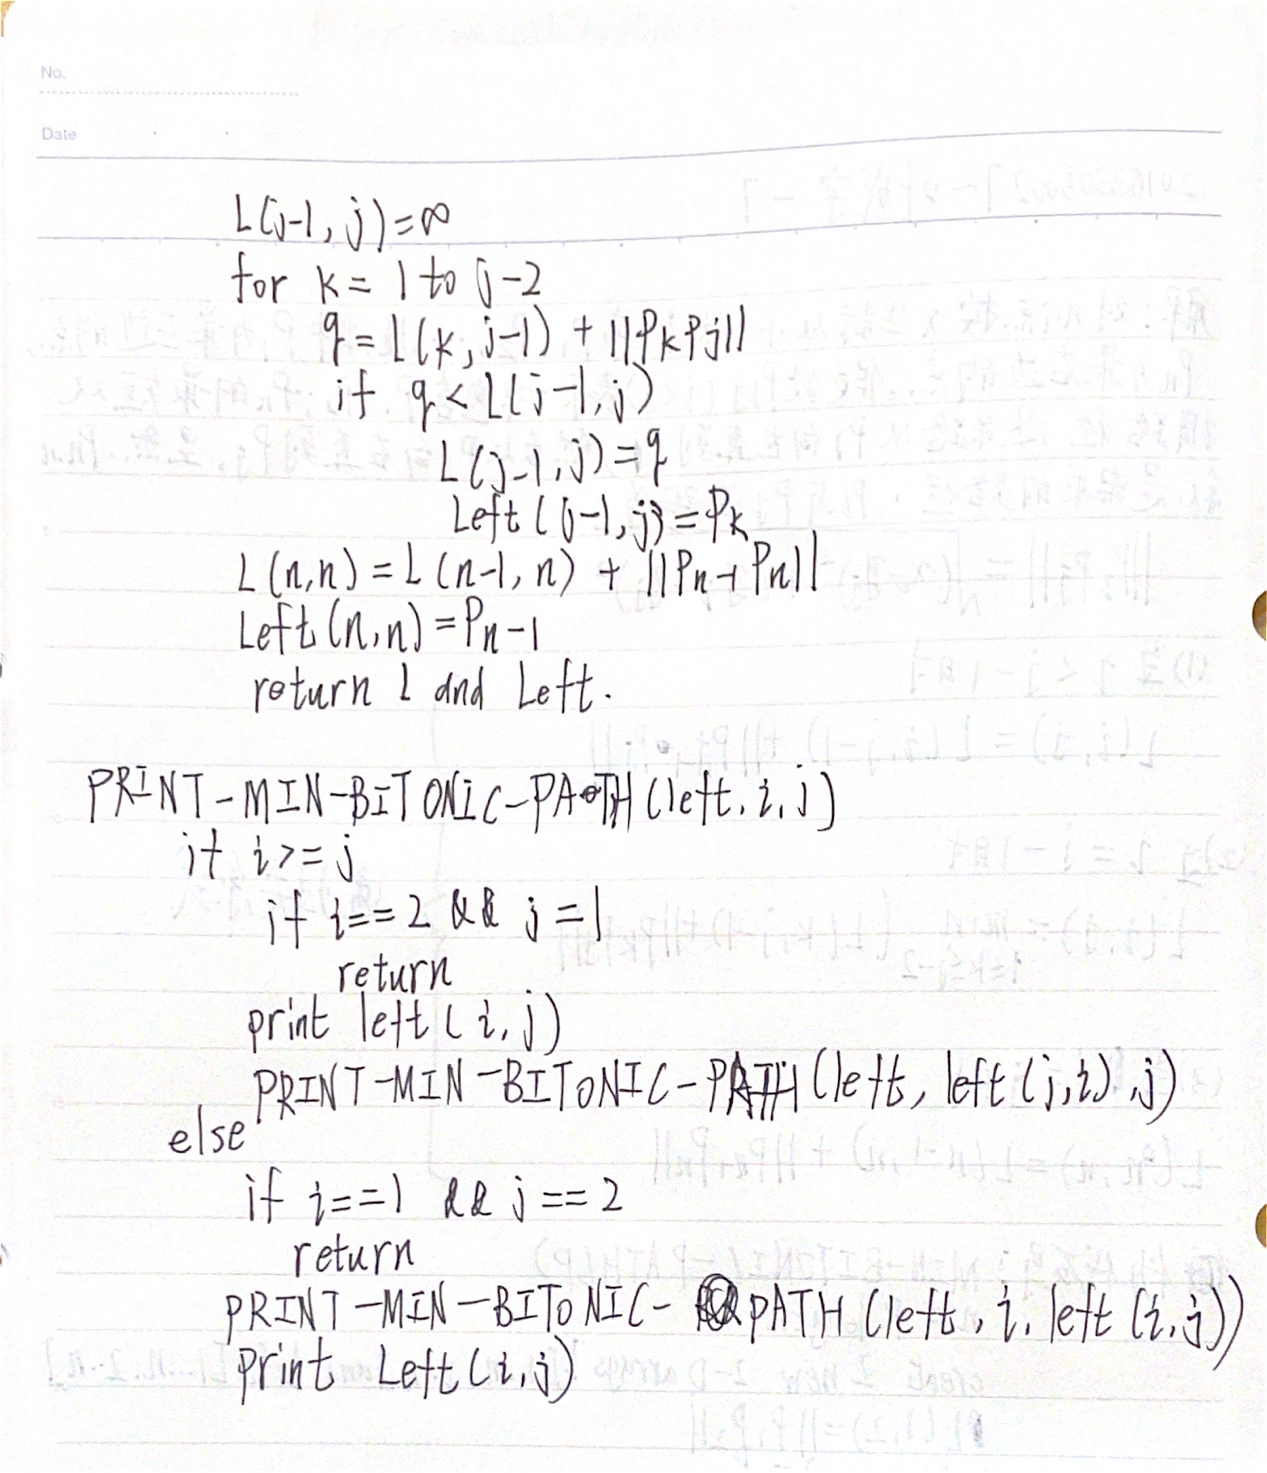 No.
Date
L(j-1, j)=∞
for k = 1 to j-2
q = L(k, j-1) + ||PkPj||
if q < L(j-1, j)
L(j-1, j) = q
Left (j-1, j) = Pk
L(n,n) = L(n-1, n) + ||Pn-1 Pn||
Left(n,n) = Pn-1
return L and Left.
PRINT-MIN-BITONIC-PATH(left, i, j)
if i >= j
if i == 2 && j = 1
return
print left(i, j)
PRINT-MIN-BITONIC-PATH(left, left(j,i), j)
else
if i == 1 && j == 2
return
PRINT-MIN-BITONIC-PATH(left, i, left(i,j))
print Left(i,j)